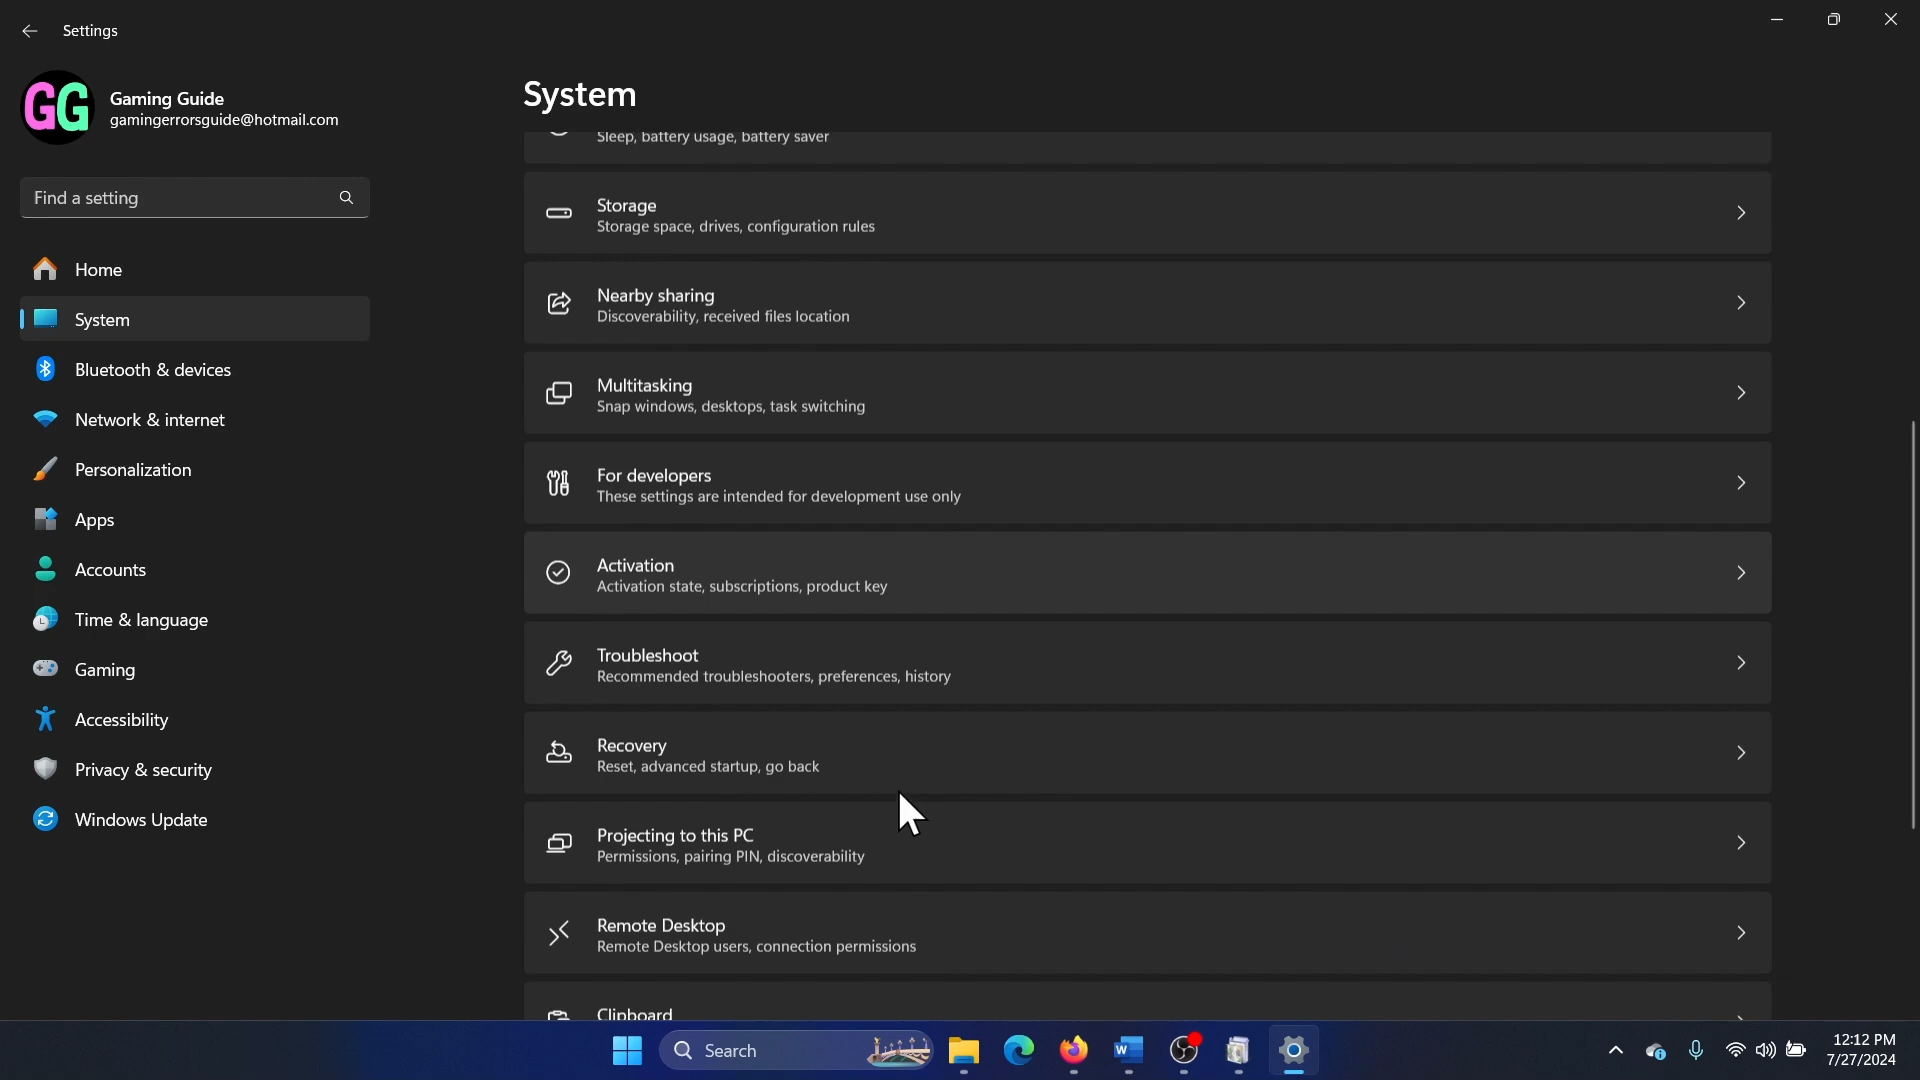 Settings
GG
Gaming Guide
gamingerrorsguide@hotmail.com
Find a setting
Home
System
Bluetooth & devices
Network & internet
Personalization
Apps
Accounts
Time & language
Gaming
Accessibility
Privacy & security
Windows Update
System
Sleep, battery usage, battery saver
Storage
Storage space, drives, configuration rules
Nearby sharing
Discoverability, received files location
Multitasking
Snap windows, desktops, task switching
For developers
These settings are intended for development use only
Activation
Activation state, subscriptions, product key
Troubleshoot
Recommended troubleshooters, preferences, history
Recovery
Reset, advanced startup, go back
Projecting to this PC
Permissions, pairing PIN, discoverability
Remote Desktop
Remote Desktop users, connection permissions
Clipboard
Search
W
12:12 PM
7/27/2024